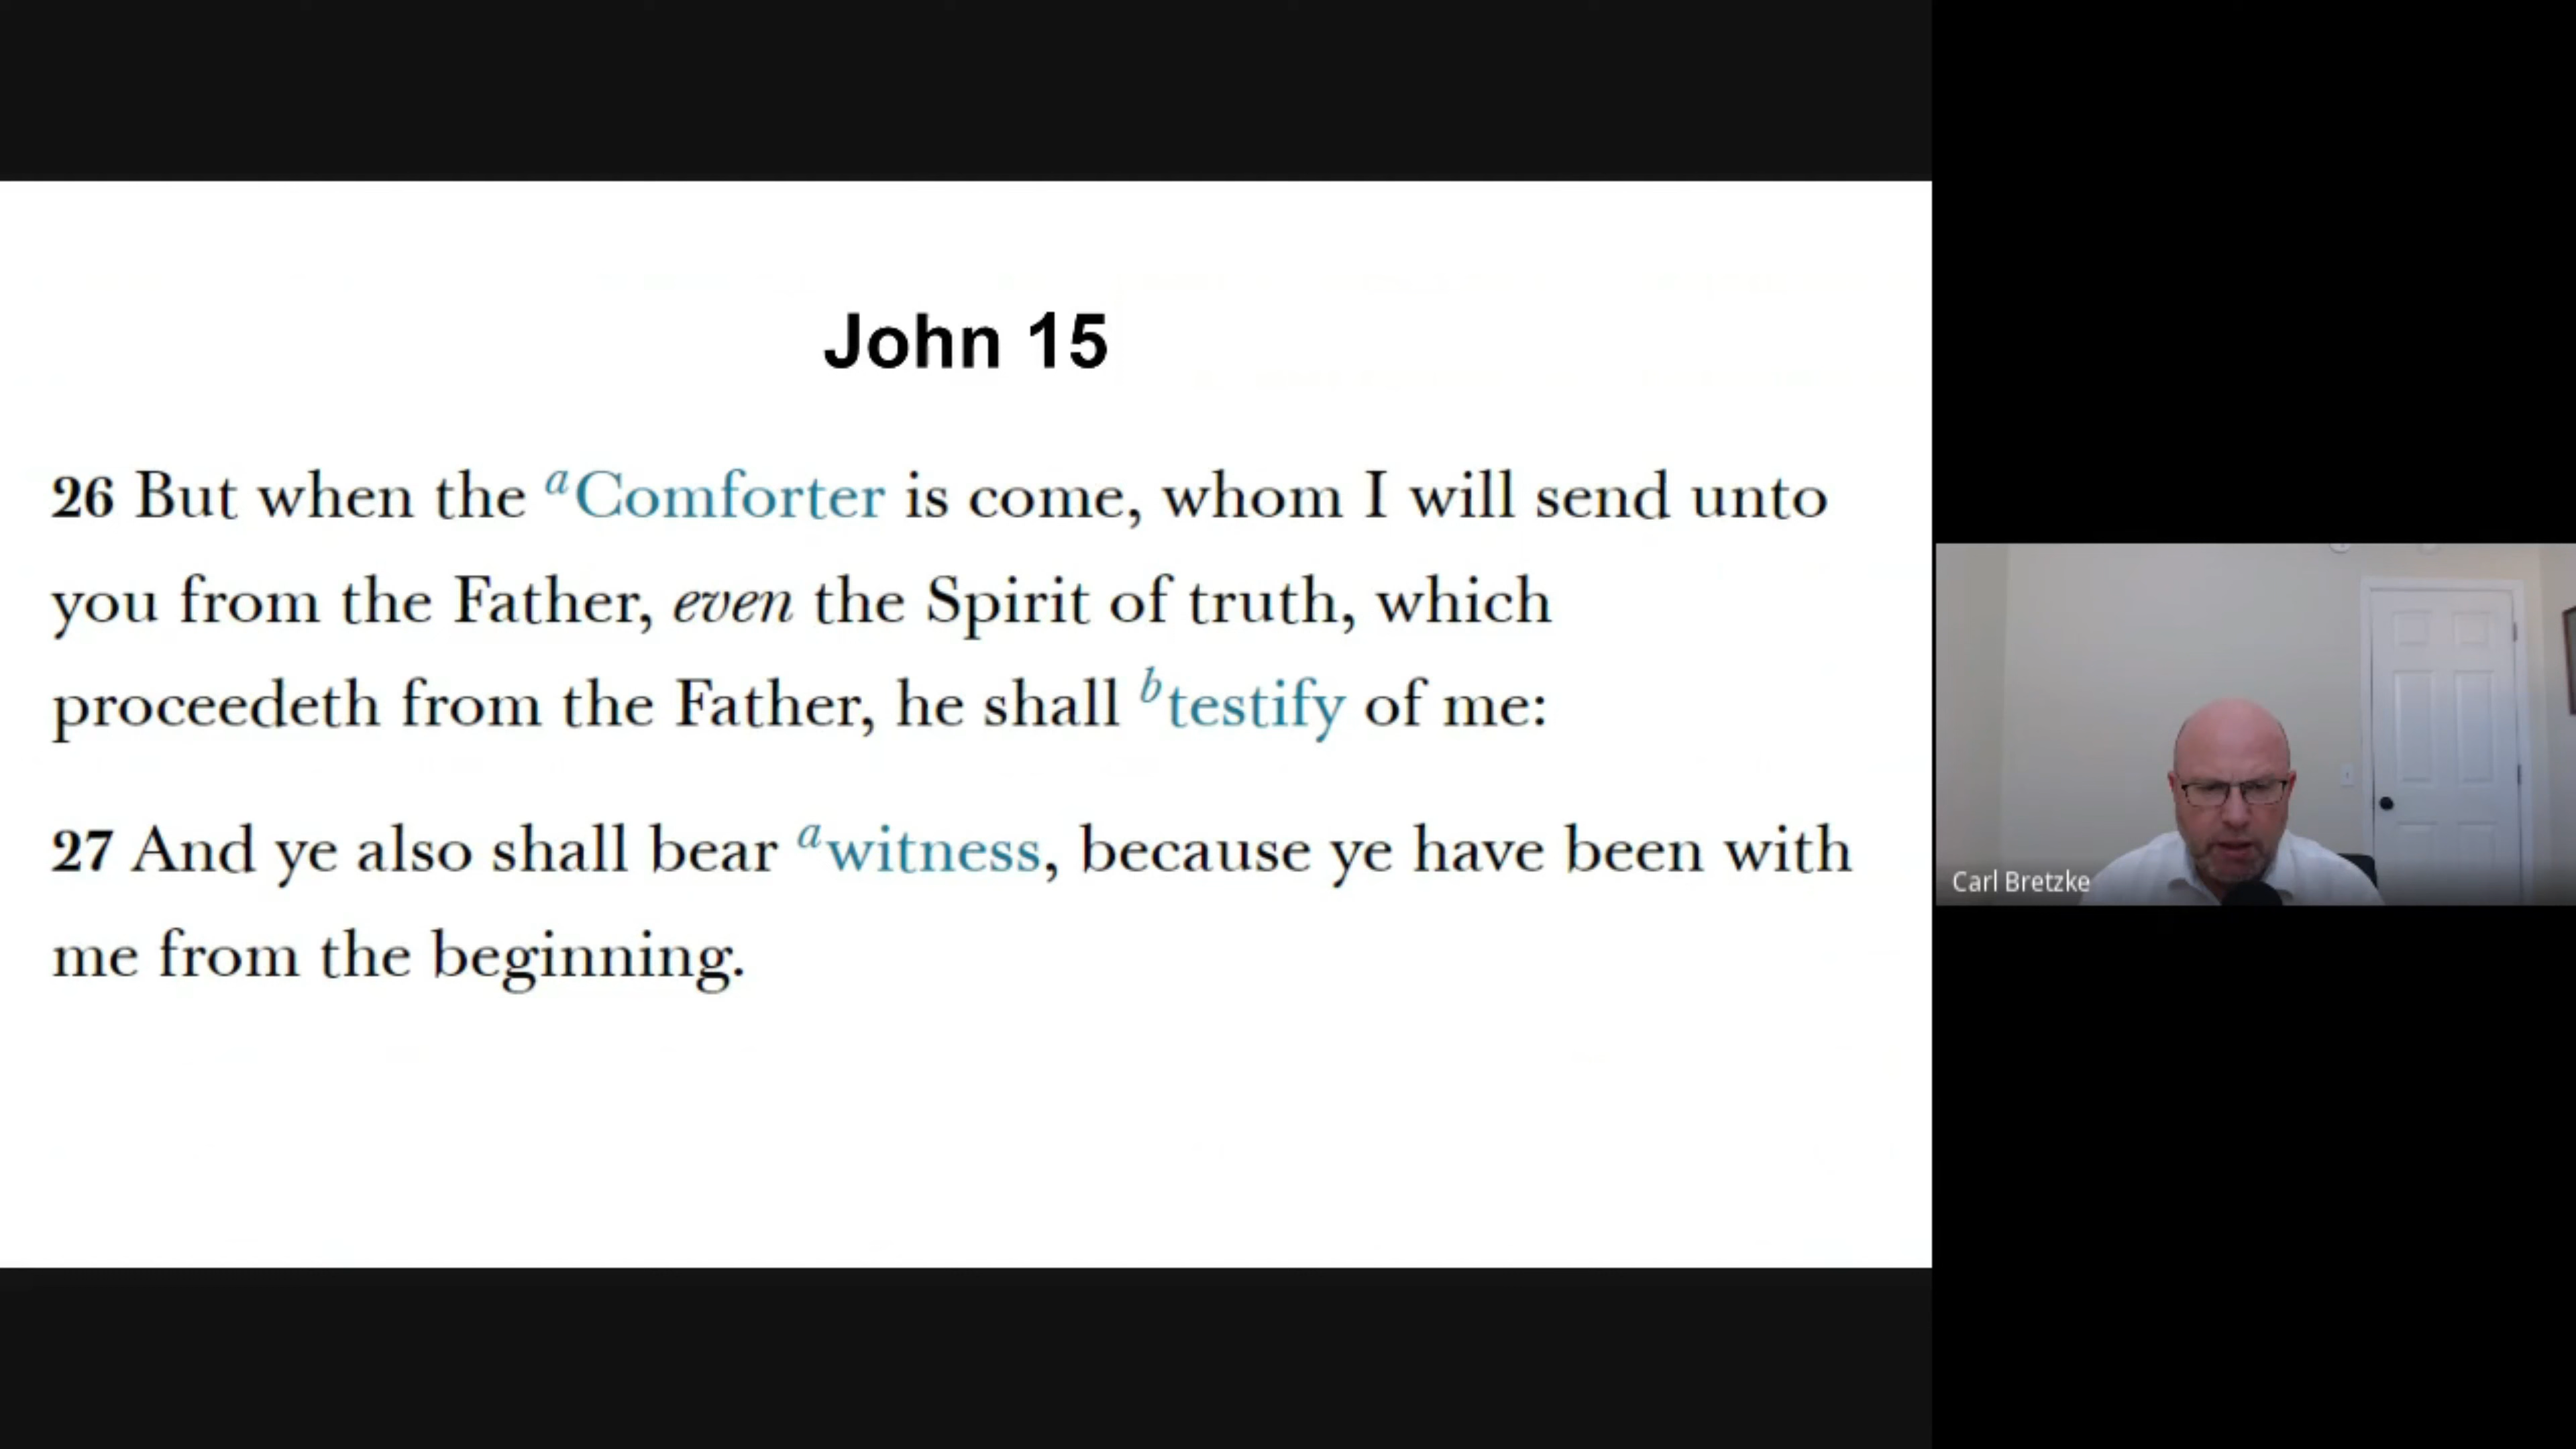 John 15
26 But when the aComforter is come, whom I will send unto
you from the Father, even the Spirit of truth, which
proceedeth from the Father, he shall btestify of me:
27 And ye also shall bear awitness, because ye have been with
me from the beginning.
Carl Bretzke